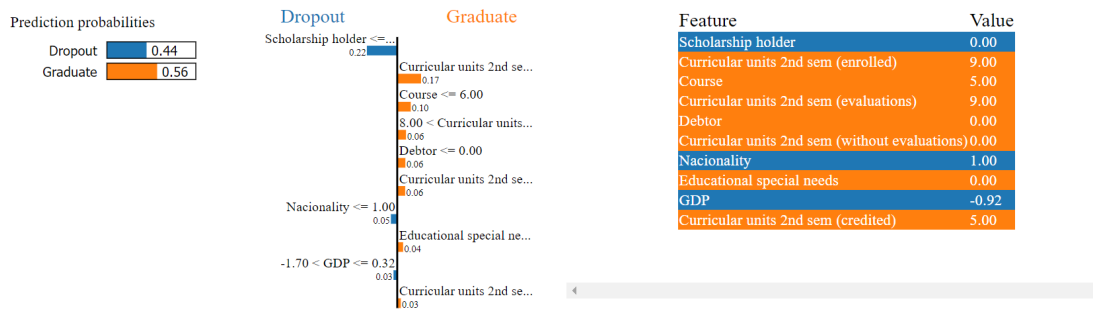 Prediction probabilities
Dropout 0.44
Graduate 0.56
Dropout Graduate
Scholarship holder <=...
0.22
Curricular units 2nd se...
0.17
Course <= 6.00
0.10
8.00 < Curricular units...
0.06
Debtor <= 0.00
0.06
Curricular units 2nd se...
0.06
Nacionality <= 1.00
0.05
Educational special ne...
0.04
-1.70 < GDP <= 0.32
0.03
Curricular units 2nd se...
0.03
Feature Value
Scholarship holder 0.00
Curricular units 2nd sem (enrolled) 9.00
Course 5.00
Curricular units 2nd sem (evaluations) 9.00
Debtor 0.00
Curricular units 2nd sem (without evaluations) 0.00
Nacionality 1.00
Educational special needs 0.00
GDP -0.92
Curricular units 2nd sem (credited) 5.00